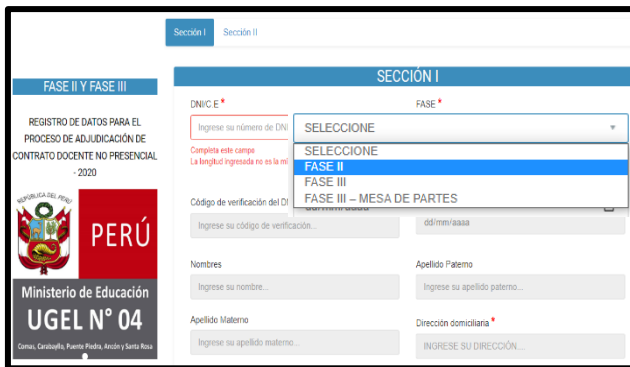 Sección I
Sección II
FASE II Y FASE III
REGISTRO DE DATOS PARA EL
PROCESO DE ADJUDICACIÓN DE
CONTRATO DOCENTE NO PRESENCIAL
- 2020
REPÚBLICA DEL PERÚ
PERÚ
Ministerio de Educación
UGEL N° 04
Comas, Carabayllo, Puente Piedra, Ancón y Santa Rosa
SECCIÓN I
DNI/C.E *
FASE *
Ingrese su número de DNI
SELECCIONE
Completa este campo
La longitud ingresada no es la
SELECCIONE
FASE II
FASE III
FASE III – MESA DE PARTES
Código de verificación del
Ingrese su código de verificación...
dd/mm/aaaa
Nombres
Apellido Paterno
Ingrese su nombre...
Ingrese su apellido paterno...
Apellido Materno
Dirección domiciliaria *
Ingrese su apellido materno...
INGRESE SU DIRECCIÓN...